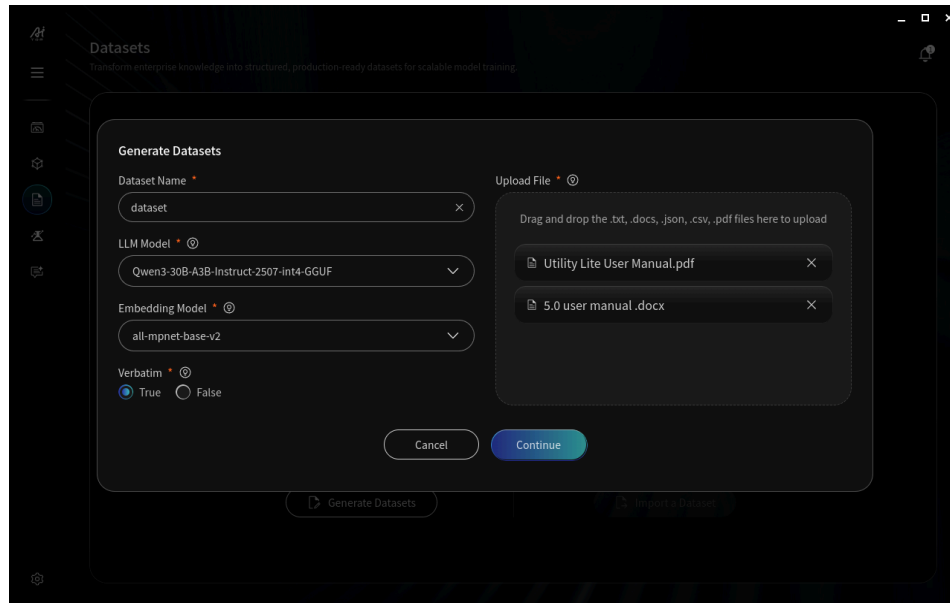 Datasets
Transform enterprise knowledge into structured, production-ready datasets for scalable model training.
Generate Datasets
Dataset Name *
dataset
LLM Model *
Qwen3-30B-A3B-Instruct-2507-int4-GGUF
Embedding Model *
all-mpnet-base-v2
Verbatim *
True False
Upload File *
Drag and drop the .txt, .docs, .json, .csv, .pdf files here to upload
Utility Lite User Manual.pdf
5.0 user manual .docx
Cancel
Continue
Generate Datasets
Import a Dataset